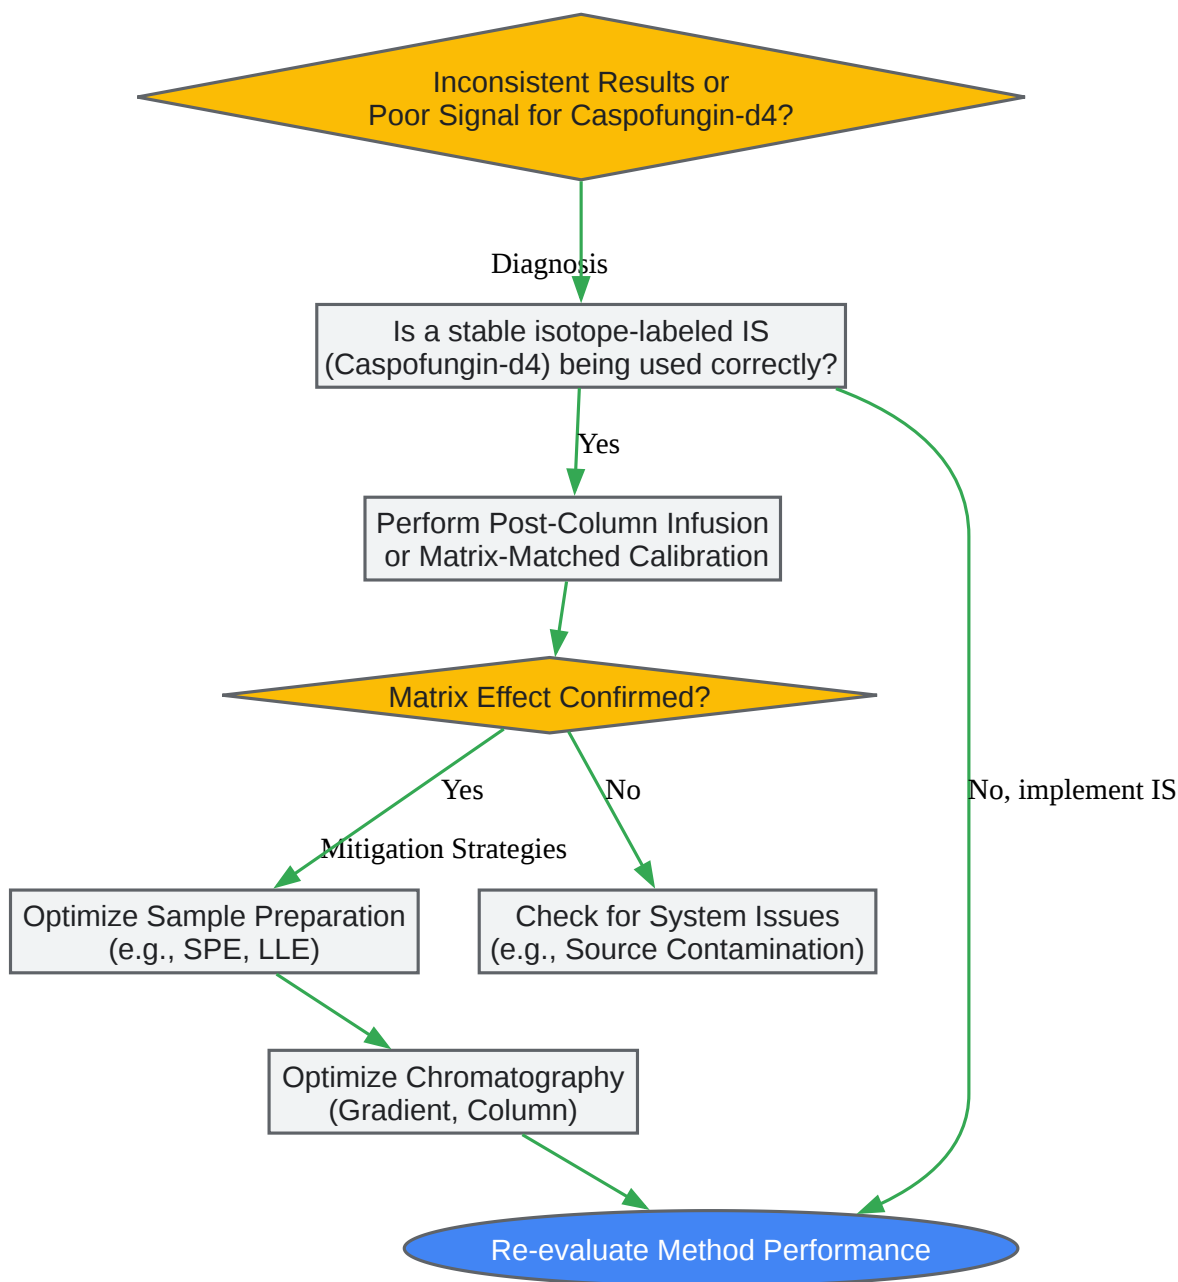 Inconsistent Results or
Poor Signal for Caspofungin-d4?
Diagnosis
Is a stable isotope-labeled IS
(Caspofungin-d4) being used correctly?
Yes
Perform Post-Column Infusion
or Matrix-Matched Calibration
Matrix Effect Confirmed?
Yes
No
No, implement IS
Mitigation Strategies
Optimize Sample Preparation
(e.g., SPE, LLE)
Check for System Issues
(e.g., Source Contamination)
Optimize Chromatography
(Gradient, Column)
Re-evaluate Method Performance